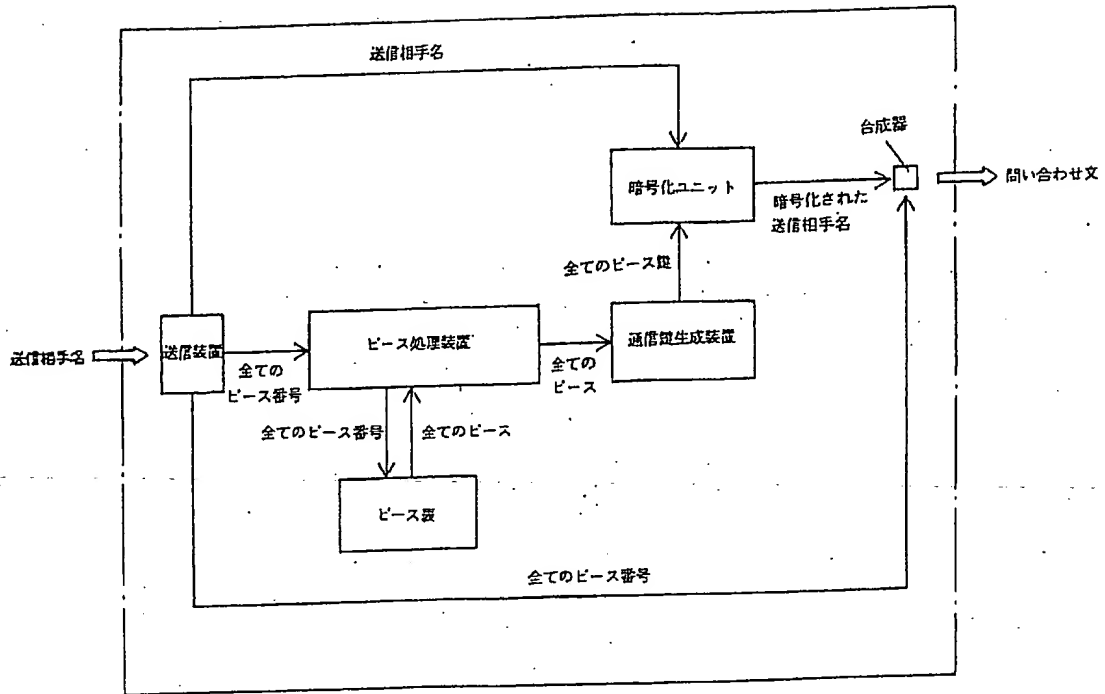 送信相手名
合成器
暗号化ユニット
問い合わせ文
暗号化された
送信相手名
全てのピース鍵
送信相手名
送信装置
ピース処理装置
通信鍵生成装置
全ての
ピース番号
全ての
ピース
全てのピース番号
全てのピース
ピース表
全てのピース番号